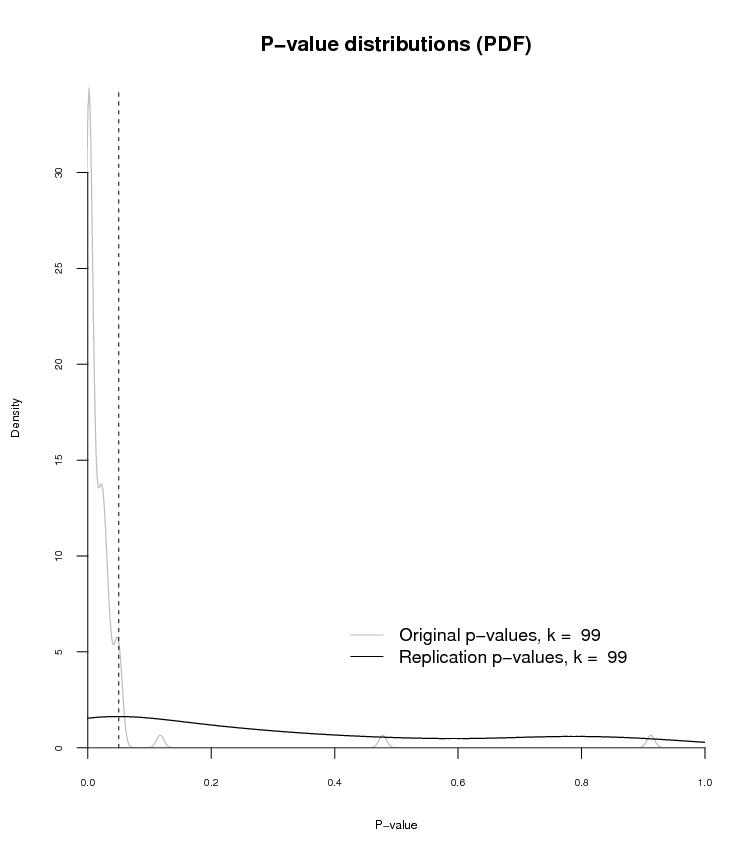 P−value distributions (PDF)
Density
30
25
20
15
10
5
0
Original p−values, k =  99
Replication p−values, k =  99
0.0 0.2 0.4 0.6 0.8 1.0
P−value